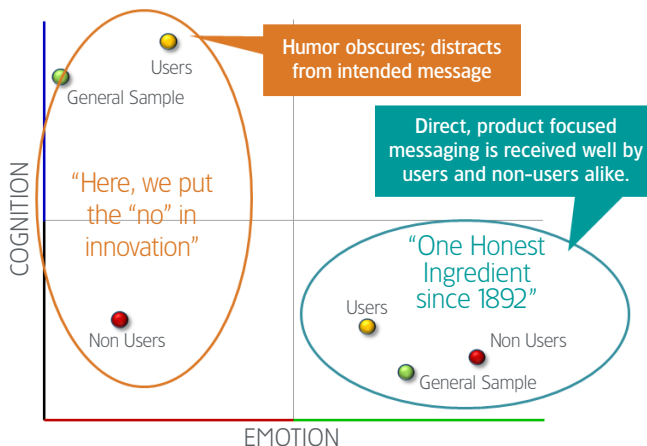 Humor obscures; distracts
from intended message
Users
General Sample
Direct, product focused
messaging is received well by
users and non-users alike.
“Here, we put
the “no” in
innovation”
COGNITION
“One Honest
Ingredient
since 1892”
Users
Non Users
Non Users
General Sample
EMOTION